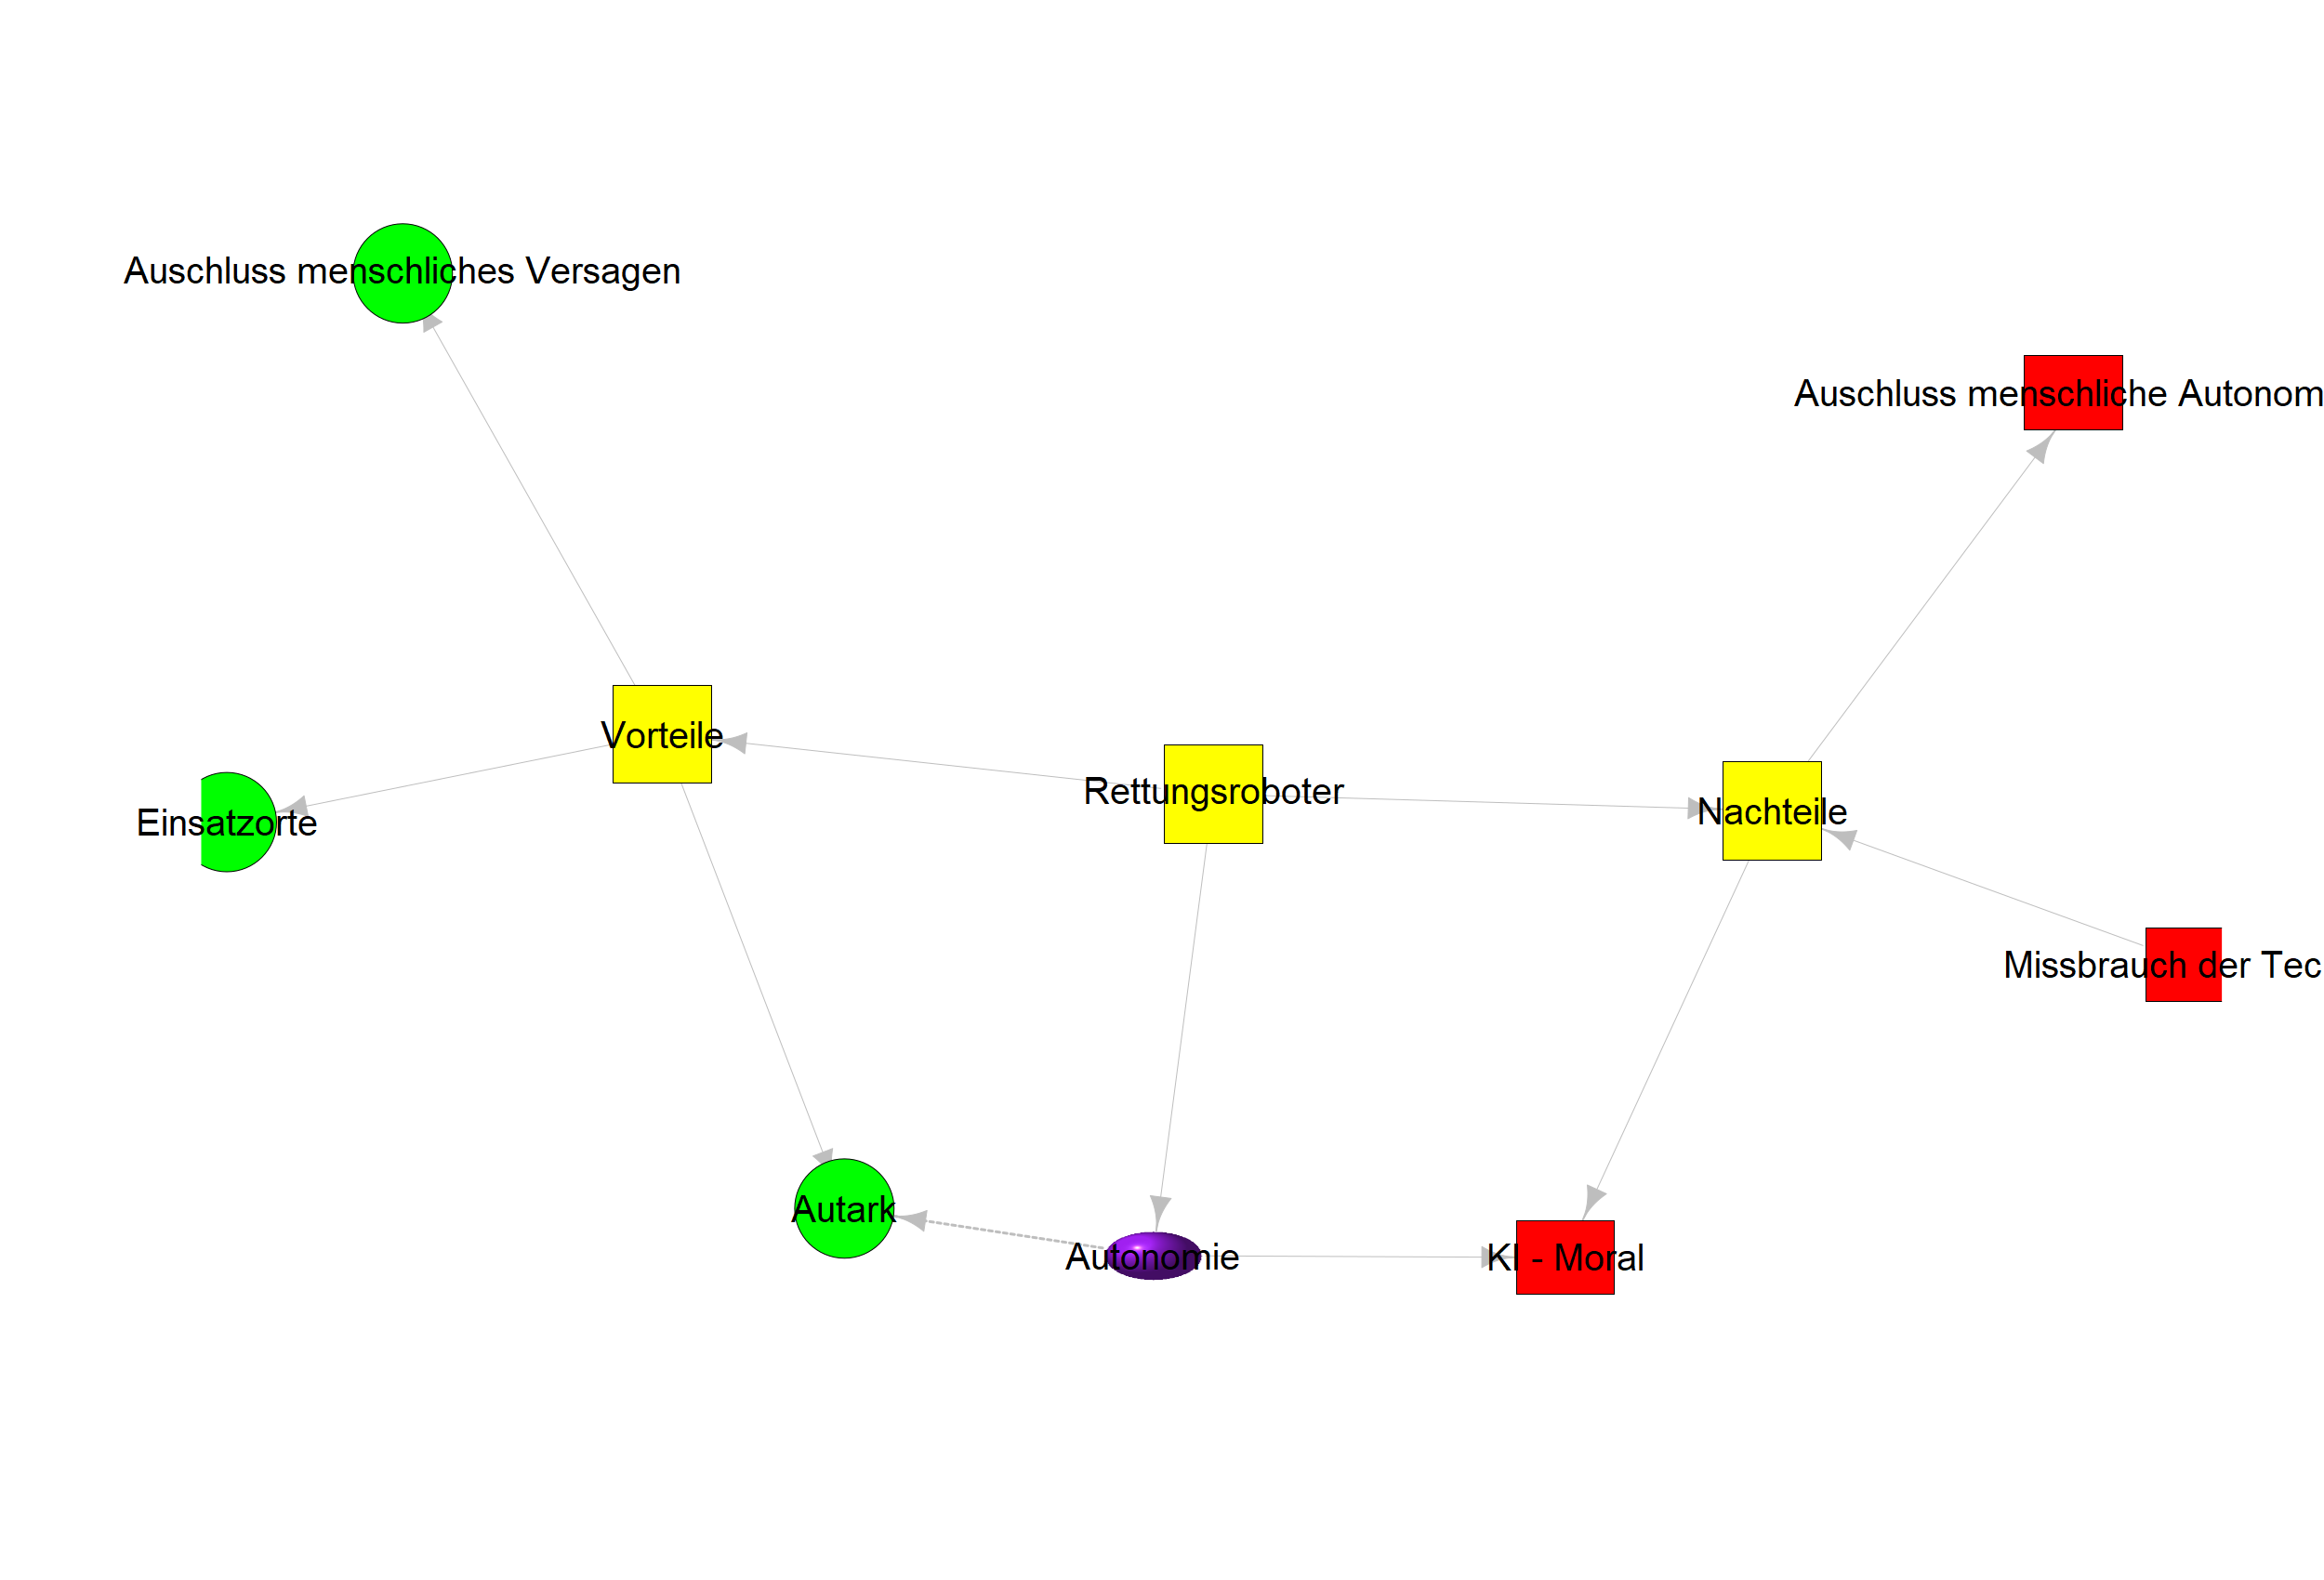 Auschluss menschliches Versagen
Auschluss menschliche Autonom
Vorteile
Rettungsroboter
Nachteile
Einsatzorte
Missbrauch der Tec
Autark
Autonomie
KI - Moral